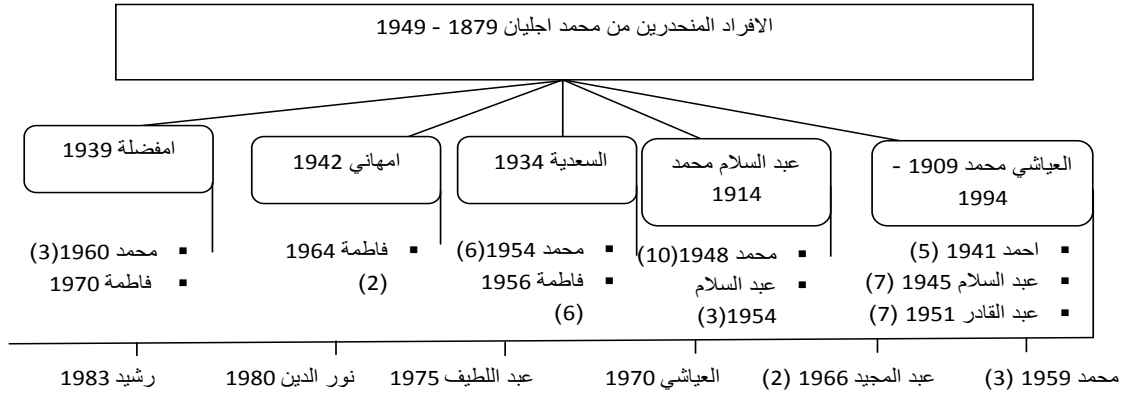 الافراد المنحدرين من محمد اجليان 1879 - 1949
العياشي محمد 1909 -
1994
عبد السلام محمد
1914
السعدية 1934
امهاني 1942
امفضلة 1939
▪ احمد 1941 (5)
▪ عبد السلام 1945 (7)
▪ عبد القادر 1951 (7)
▪ محمد 1948(10)
▪ عبد السلام
1954(3)
▪ محمد 1954(6)
▪ فاطمة 1956
(6)
▪ فاطمة 1964
(2)
▪ محمد 1960(3)
▪ فاطمة 1970
محمد 1959 (3)
عبد المجيد 1966 (2)
العياشي 1970
عبد اللطيف 1975
نور الدين 1980
رشيد 1983